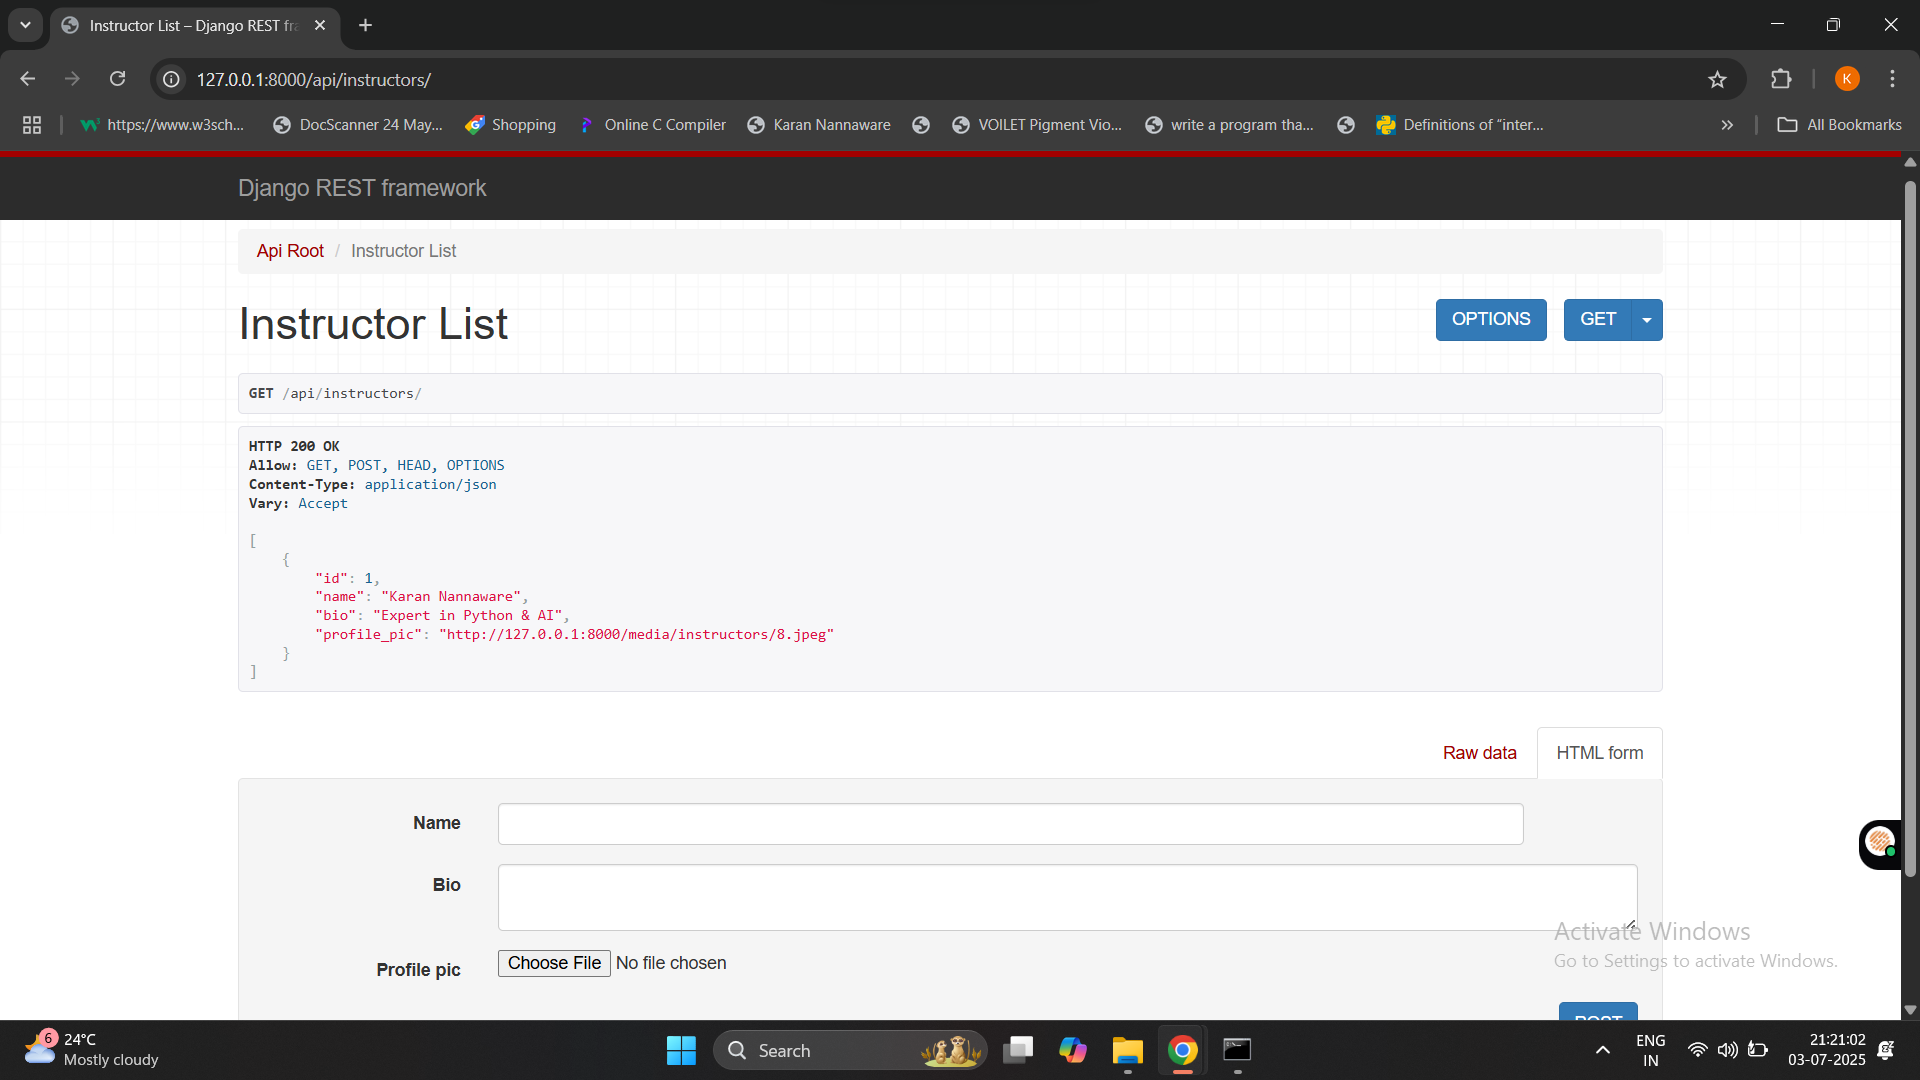 Instructor List – Django REST fra
127.0.0.1:8000/api/instructors/
K
https://www.w3sch...
DocScanner 24 May...
Shopping
Online C Compiler
Karan Nannaware
VOILET Pigment Vio...
write a program tha...
Definitions of “inter...
»
All Bookmarks
Django REST framework
Api Root / Instructor List
Instructor List
OPTIONS
GET
GET /api/instructors/
HTTP 200 OK
Allow: GET, POST, HEAD, OPTIONS
Content-Type: application/json
Vary: Accept
[
{
"id": 1,
"name": "Karan Nannaware",
"bio": "Expert in Python & AI",
"profile_pic": "http://127.0.0.1:8000/media/instructors/8.jpeg"
}
]
Raw data
HTML form
Name
Bio
Profile pic
Choose File No file chosen
Activate Windows
Go to Settings to activate Windows.
POST
6
24°C
Mostly cloudy
Search
ENG
IN
21:21:02
03-07-2025